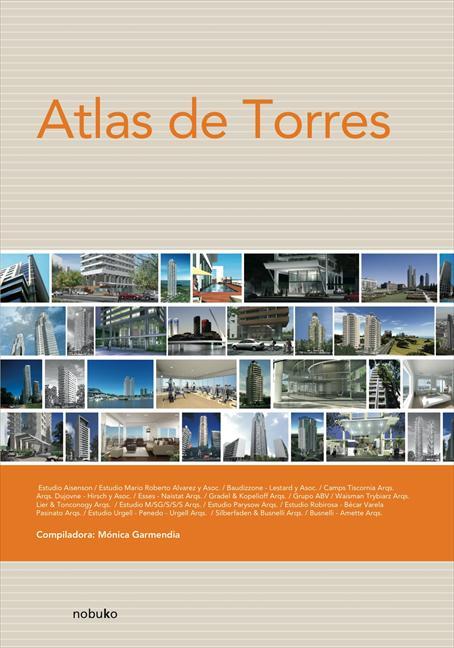 Atlas de Torres
Estudio Aisenson / Estudio Mario Roberto Alvarez y Asoc. / Baudizzone - Lestard y Asoc. / Camps Tiscornia Arqs.
Arqs. Dujovne - Hirsch y Asoc. / Esses - Naistat Arqs. / Gradel & Kopelioff Arqs. / Grupo ABV / Waisman Trybiarz Arqs.
Lier & Tonconogy Arqs. / Estudio M/SG/S/S/S Arqs. / Estudio Parysow Arqs. / Estudio Robirosa - Bécar Varela
Pasinato Arqs. / Estudio Urgell - Penedo - Urgell Arqs. / Silberfaden & Busnelli Arqs. / Busnelli - Amette Arqs.
Compiladora: Mónica Garmendia
nobuko